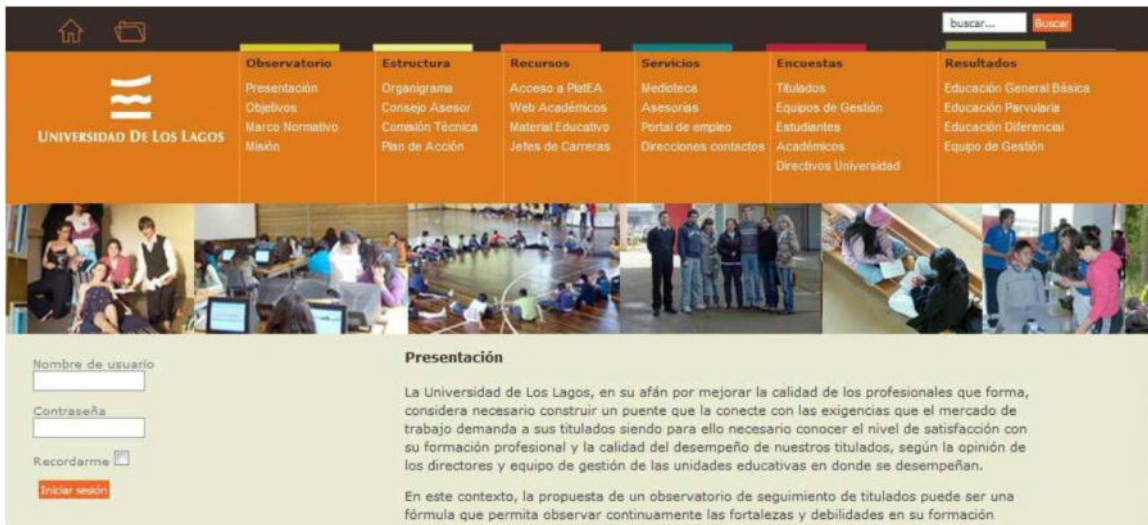 buscar...
Buscar
UNIVERSIDAD DE LOS LAGOS
Observatorio
Presentación
Objetivos
Marco Normativo
Misión
Estructura
Organigrama
Consejo Asesor
Comisión Técnica
Plan de Acción
Recursos
Acceso a PlatEA
Web Académicos
Material Educativo
Jefes de Carreras
Servicios
Medioteca
Asesorias
Portal de empleo
Direcciones contactos
Encuestas
Titulados
Equipos de Gestión
Estudiantes
Académicos
Directivos Universidad
Resultados
Educación General Básica
Educación Parvularia
Educación Diferencial
Equipo de Gestión
Nombre de usuario
Contraseña
Recordarme
Iniciar sesión
Presentación
La Universidad de Los Lagos, en su afán por mejorar la calidad de los profesionales que forma,
considera necesario construir un puente que la conecte con las exigencias que el mercado de
trabajo demanda a sus titulados siendo para ello necesario conocer el nivel de satisfacción con
su formación profesional y la calidad del desempeño de nuestros titulados, según la opinión de
los directores y equipo de gestión de las unidades educativas en donde se desempeñan.
En este contexto, la propuesta de un observatorio de seguimiento de titulados puede ser una
fórmula que permita observar continuamente las fortalezas y debilidades en su formación